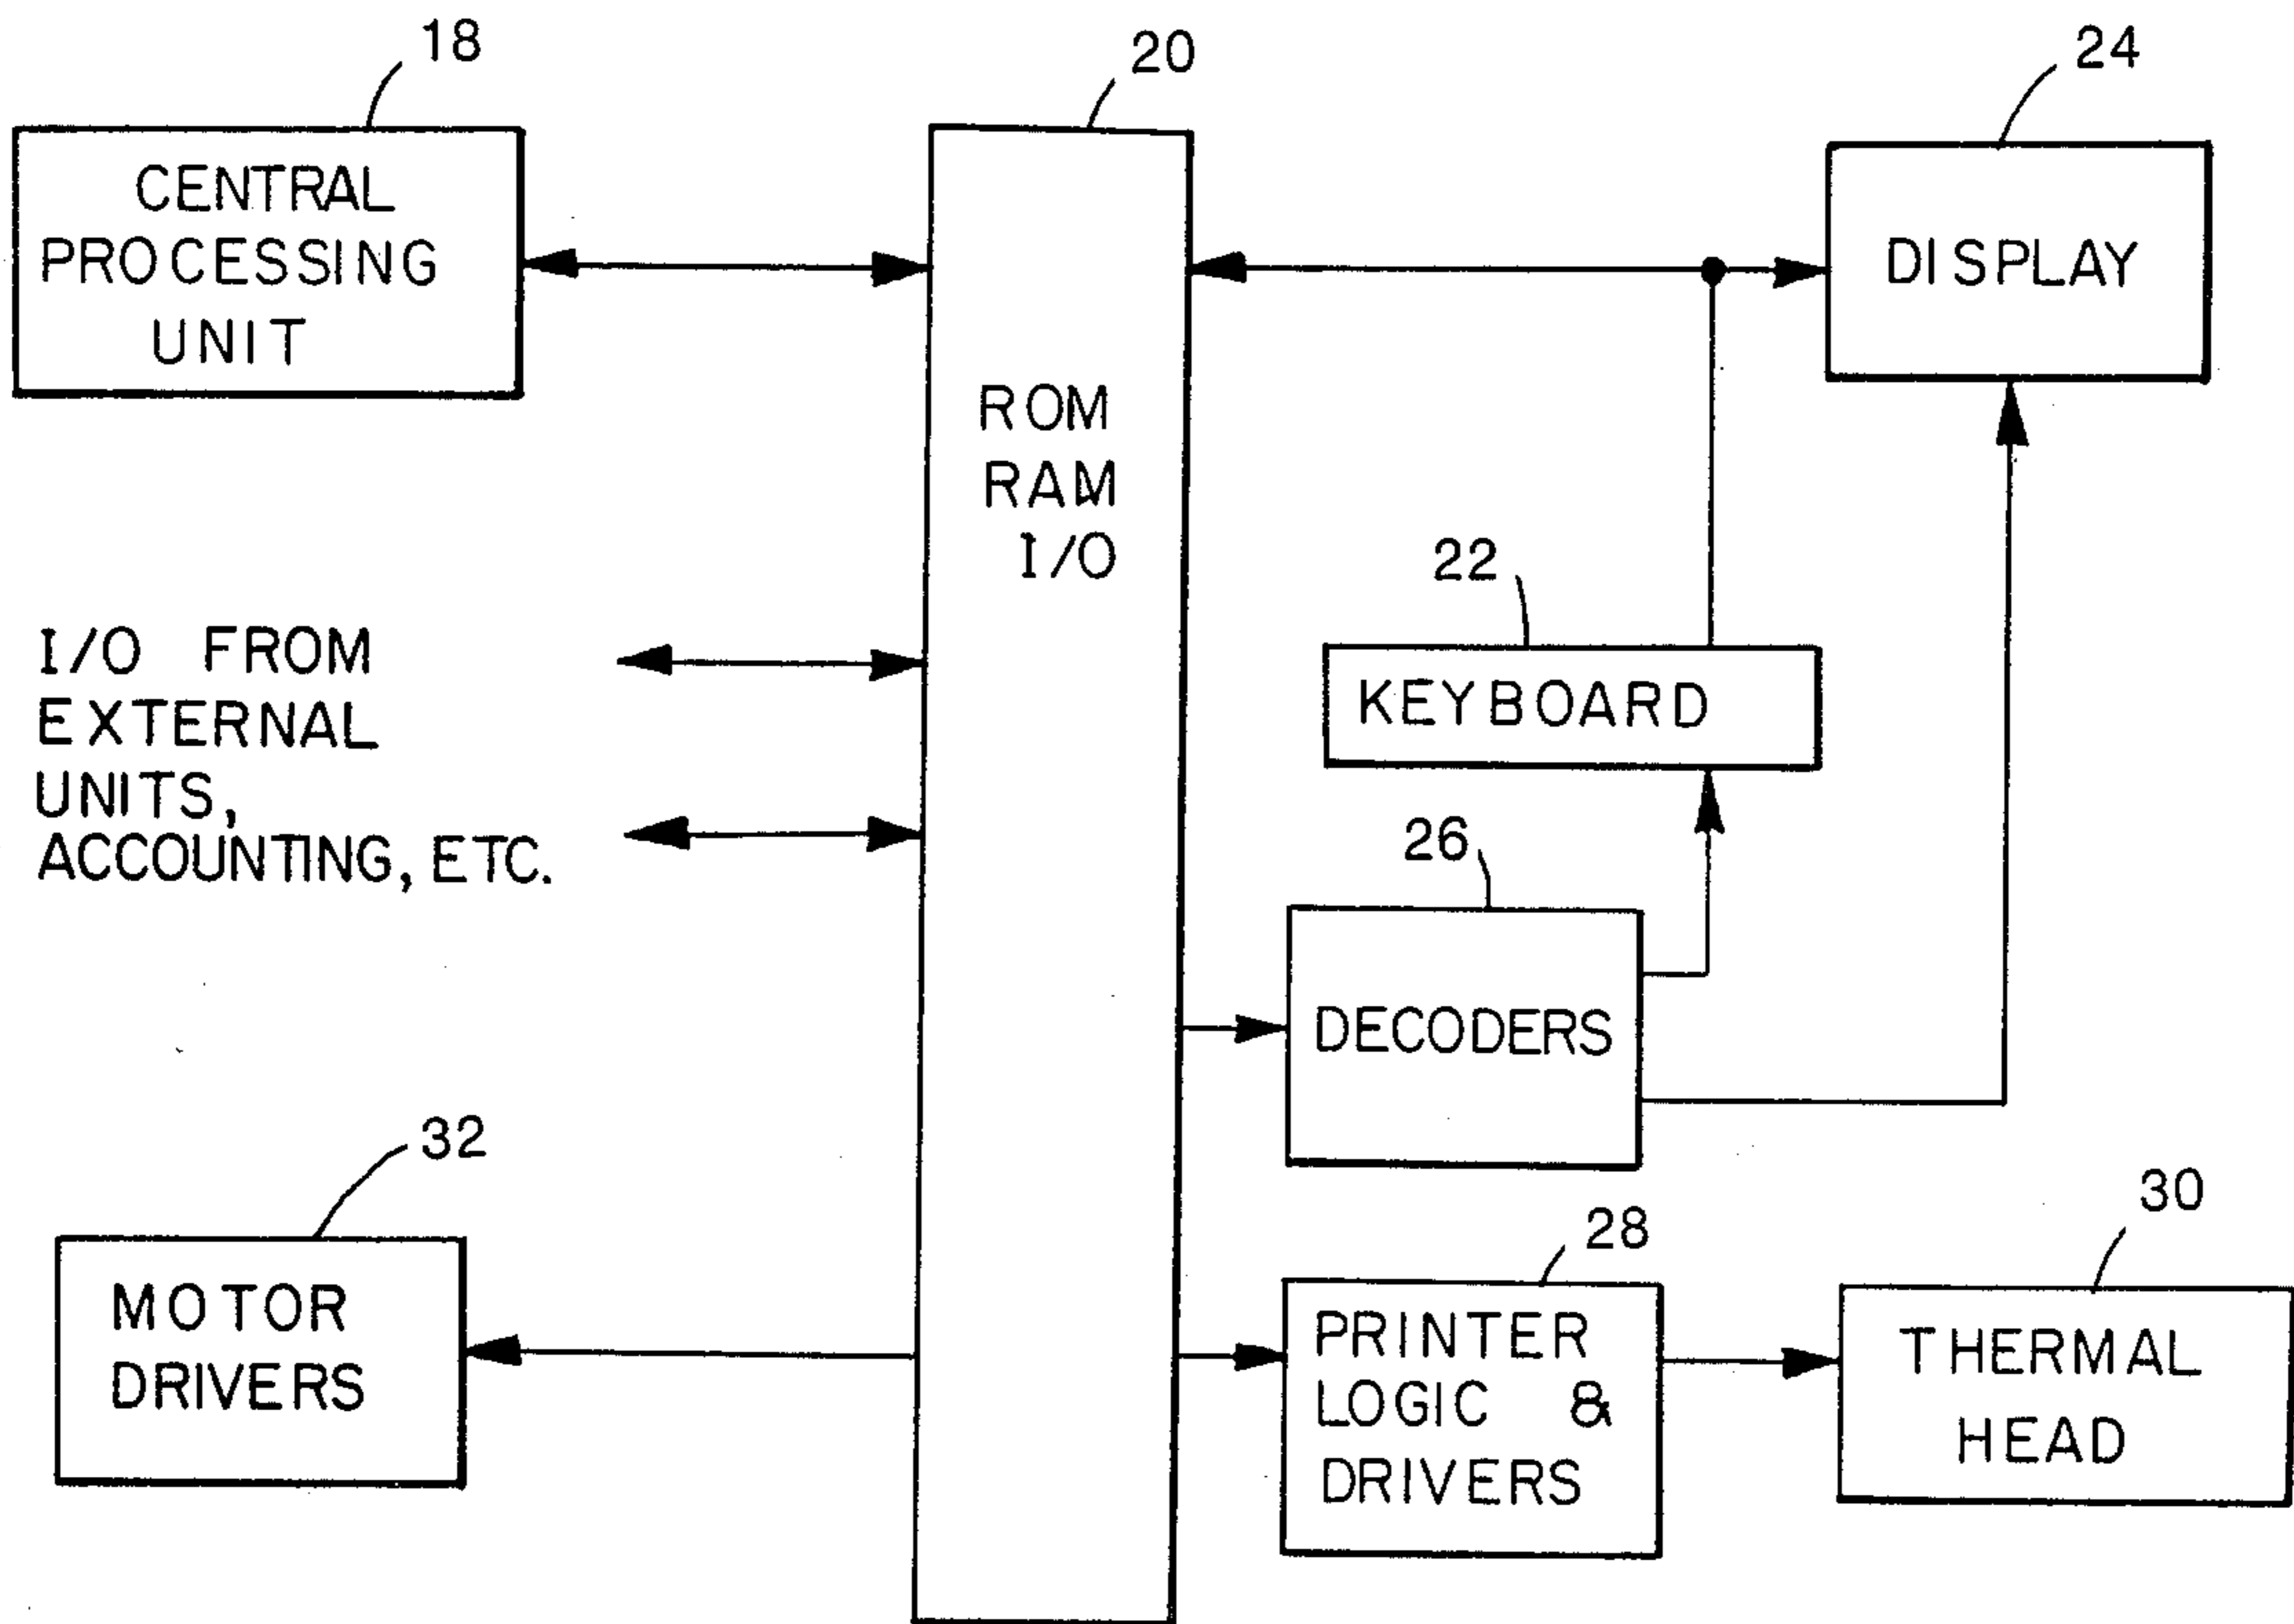 18
20
24
CENTRAL
PROCESSING
UNIT
DISPLAY
ROM
RAM
I/O
22
I/O FROM
EXTERNAL
UNITS,
ACCOUNTING, ETC.
KEYBOARD
26
DECODERS
32
30
28
MOTOR
DRIVERS
PRINTER
LOGIC &
DRIVERS
THERMAL
HEAD